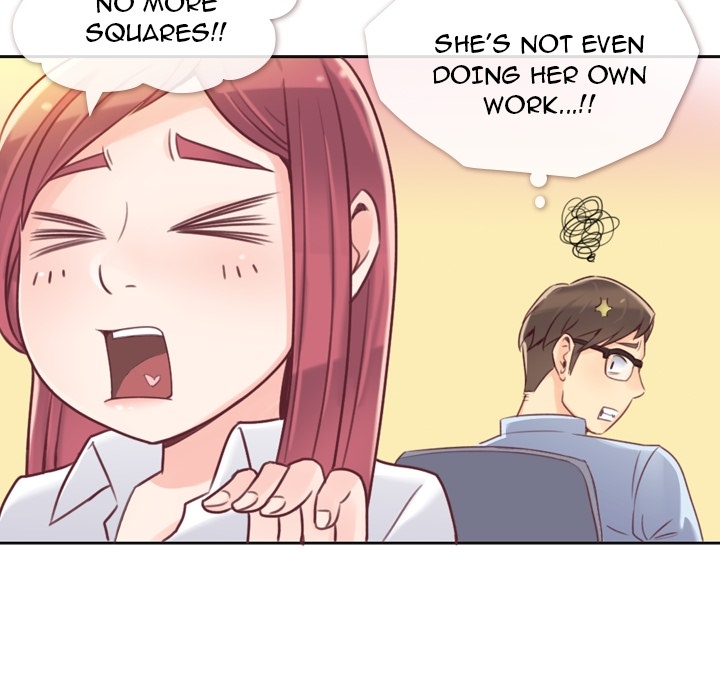 NO MORE
SQUARES!!
SHE'S NOT EVEN
DOING HER OWN
WORK...!!